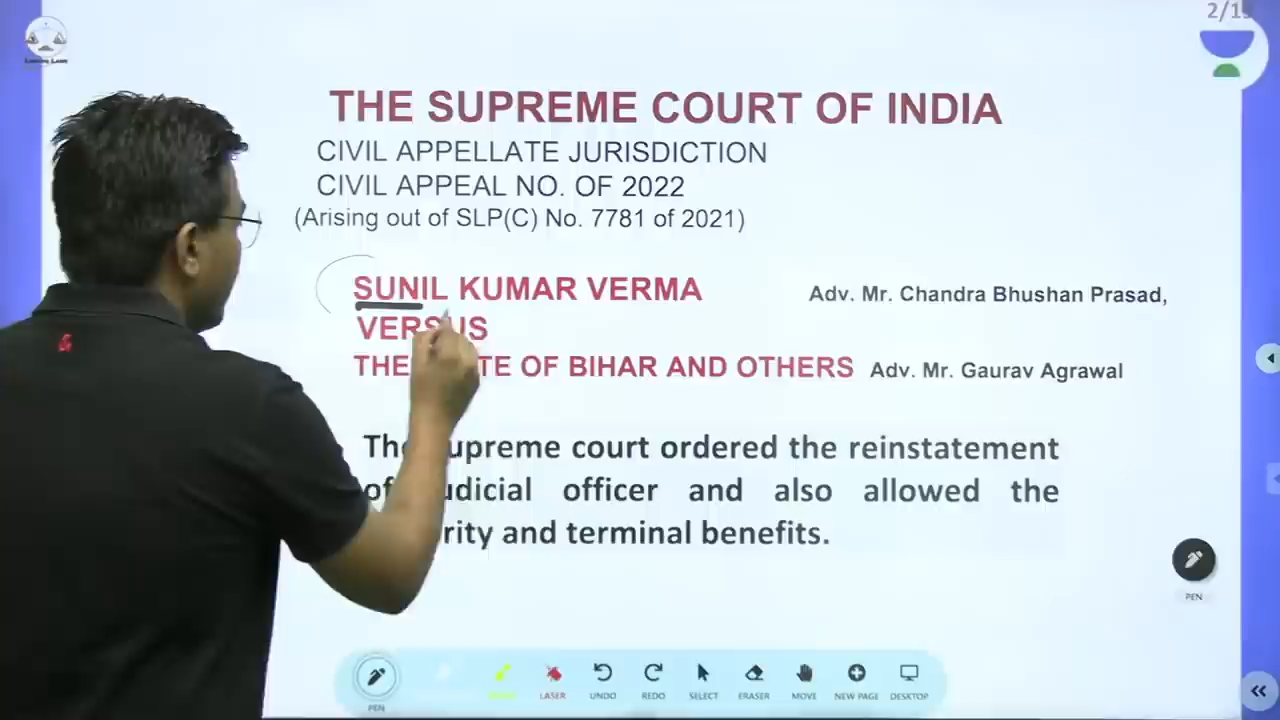 2/1
THE SUPREME COURT OF INDIA
CIVIL APPELLATE JURISDICTION
CIVIL APPEAL NO. OF 2022
(Arising out of SLP(C) No. 7781 of 2021)
SUNIL KUMAR VERMA Adv. Mr. Chandra Bhushan Prasad,
VERSUS
THE TE OF BIHAR AND OTHERS Adv. Mr. Gaurav Agrawal
The upreme court ordered the reinstatement
of udicial officer and also allowed the
rity and terminal benefits.
PEN
PEN
LASER
UNDO
REDO
SELECT
ERASER
MOVE
NEW PAGE
DESKTOP